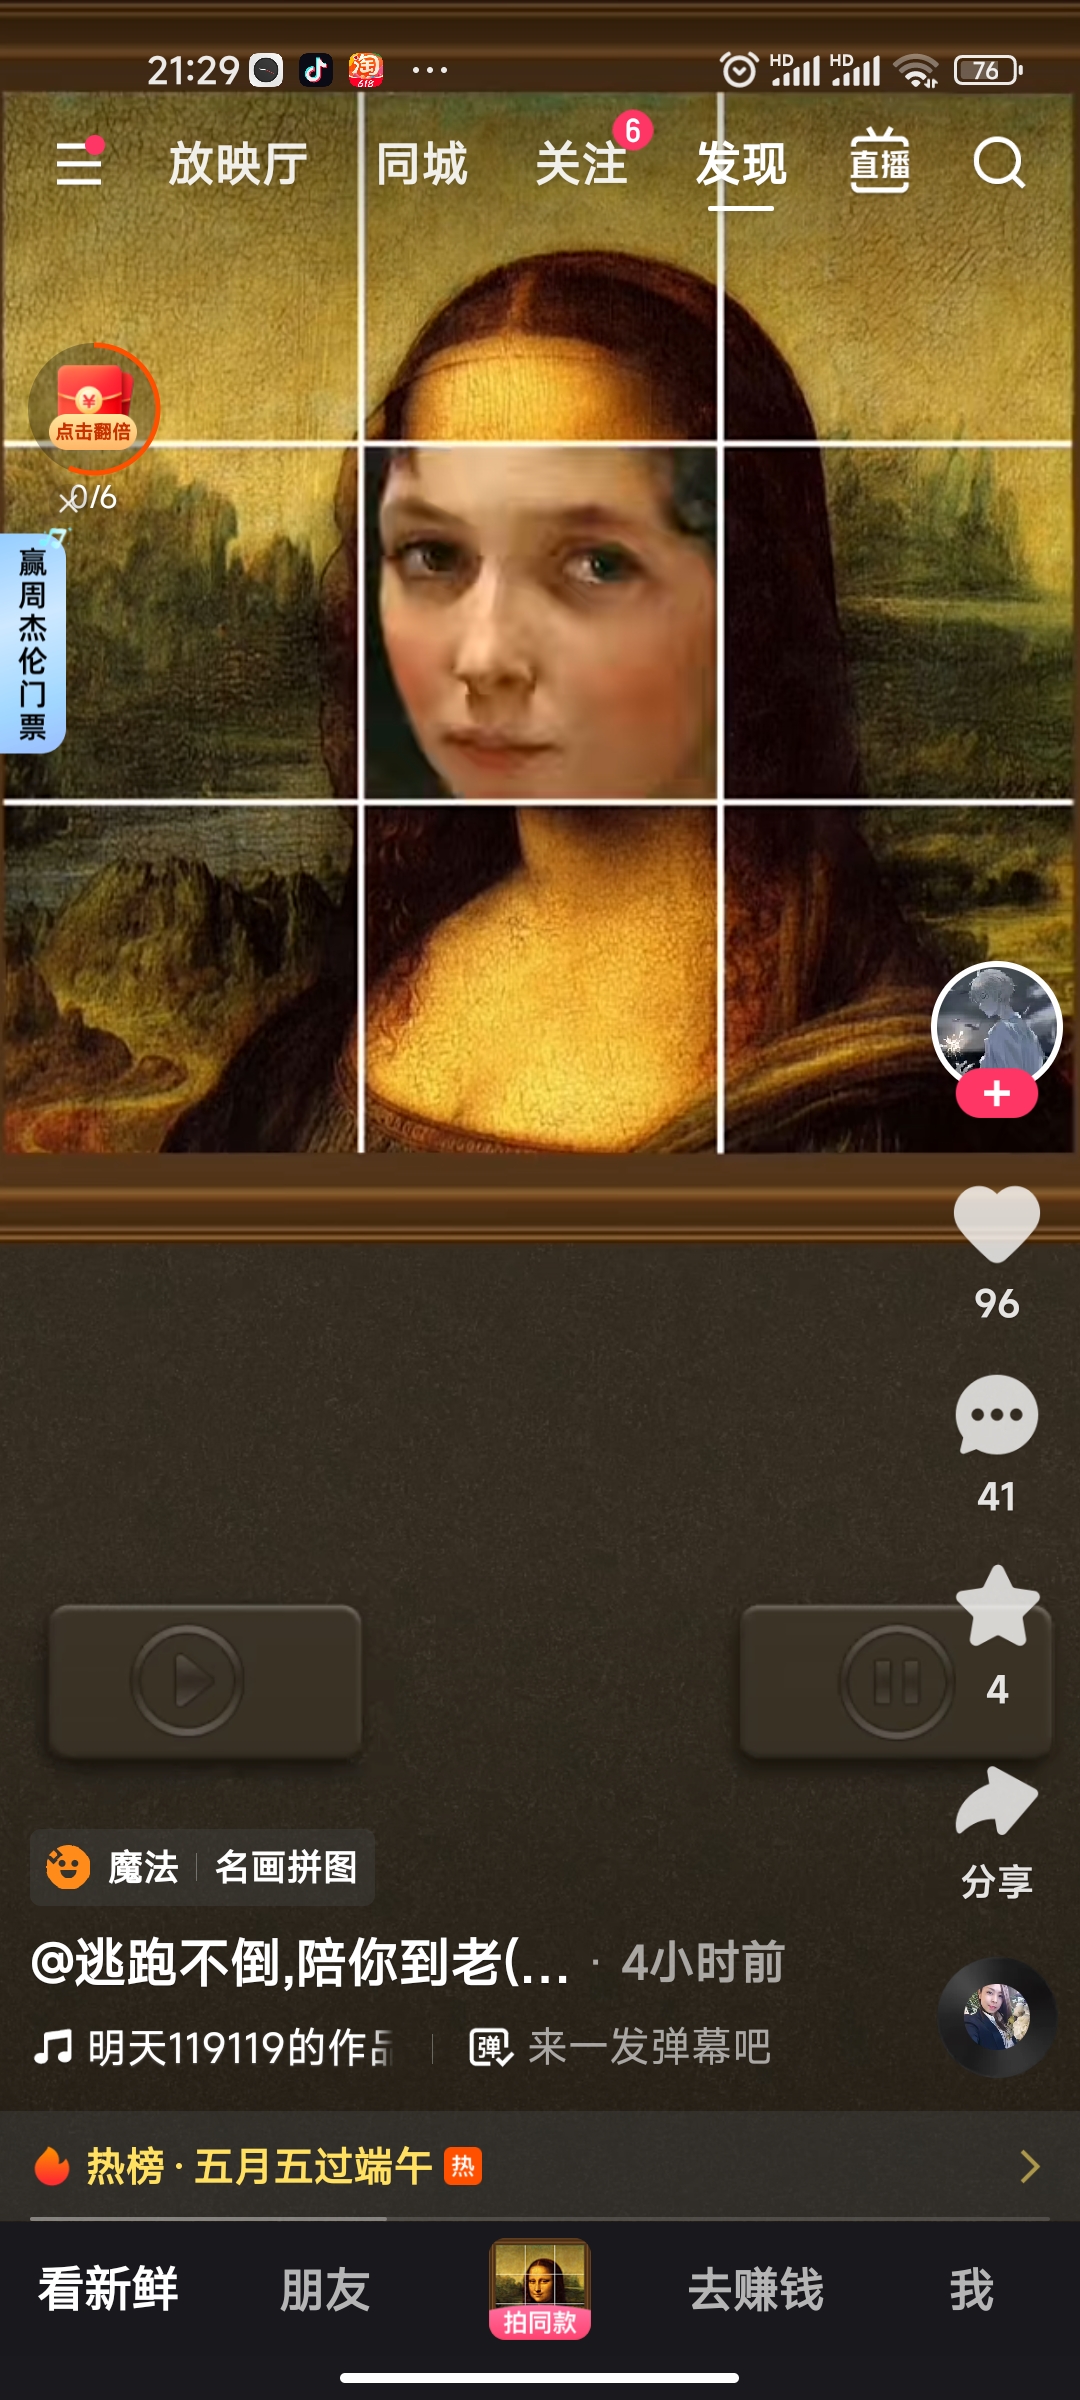 21:29
淘
618
HD
HD
76
放映厅
同城
关注
6
发现
直播
¥
点击翻倍
0/6
赢周杰伦门票
96
41
4
分享
魔法
名画拼图
@逃跑不倒,陪你到老(... · 4小时前
明天119119的作品
弹
来一发弹幕吧
热榜 · 五月五过端午
热
看新鲜
朋友
拍同款
去赚钱
我